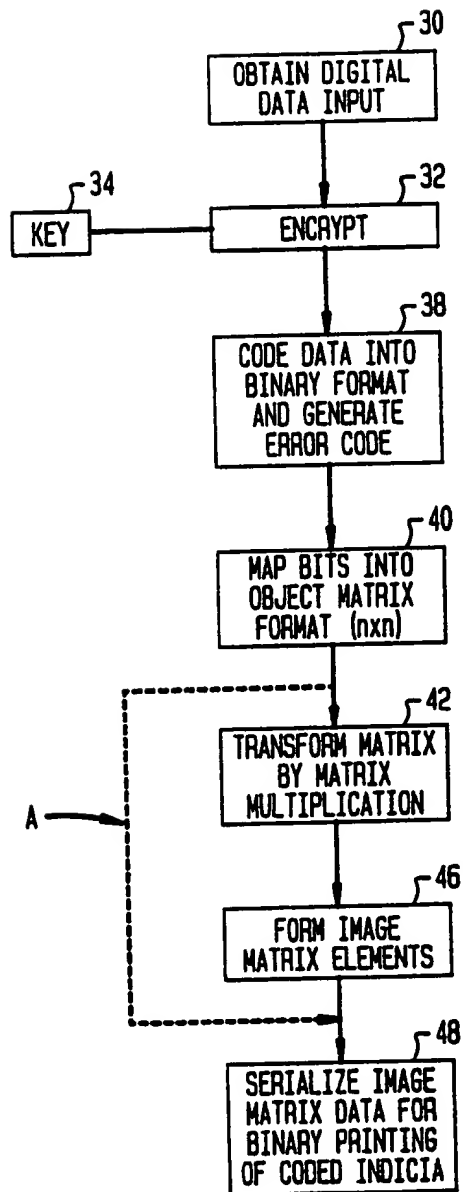 30
OBTAIN DIGITAL
DATA INPUT
34
32
KEY
ENCRYPT
38
CODE DATA INTO
BINARY FORMAT
AND GENERATE
ERROR CODE
40
MAP BITS INTO
OBJECT MATRIX
FORMAT (nxn)
42
TRANSFORM MATRIX
BY MATRIX
MULTIPLICATION
A
46
FORM IMAGE
MATRIX ELEMENTS
48
SERIALIZE IMAGE
MATRIX DATA FOR
BINARY PRINTING
OF CODED INDICIA